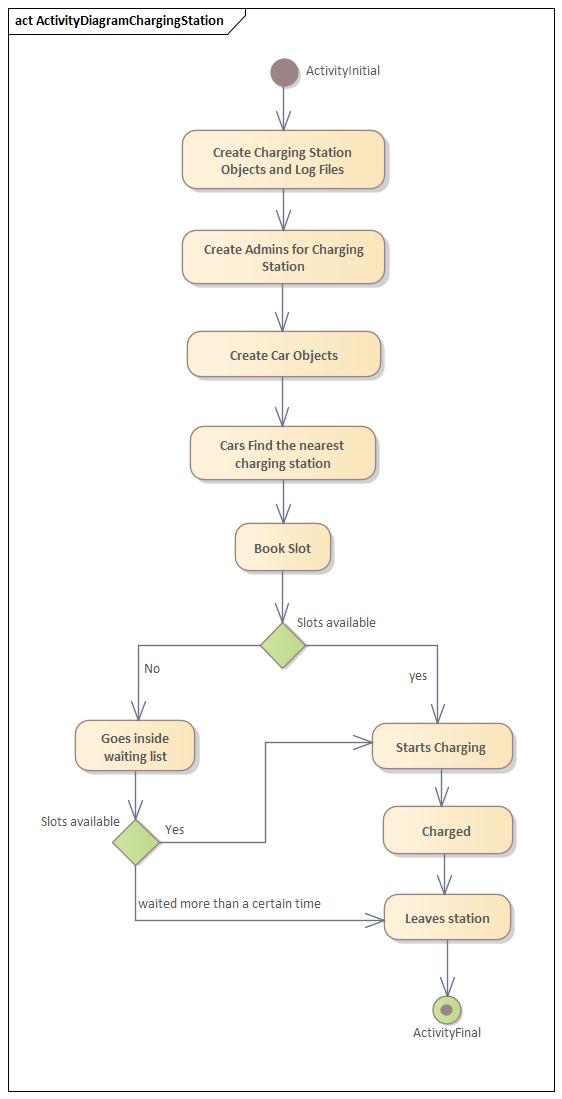 act ActivityDiagramChargingStation
ActivityInitial
Create Charging Station
Objects and Log Files
Create Admins for Charging
Station
Create Car Objects
Cars Find the nearest
charging station
Book Slot
Slots available
No
yes
Goes inside
waiting list
Starts Charging
Slots available
Yes
Charged
waited more than a certain time
Leaves station
ActivityFinal